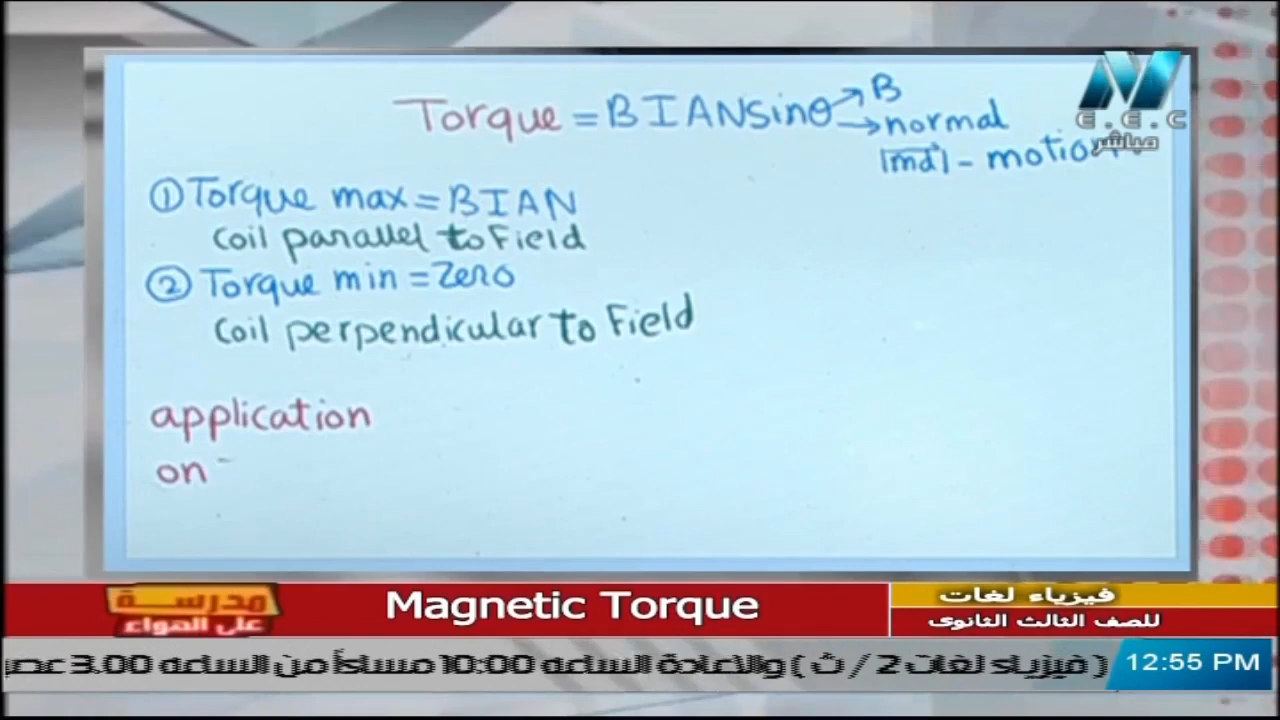 Torque = BIANsinθ → B
→ normal
|md| - motion
E.E.C
مباشر
① Torque max = BIAN
Coil parallel to Field
② Torque min = Zero
Coil perpendicular to Field
application
on
مدرسة
على الهواء
Magnetic Torque
فيزياء لغات
للصف الثالث الثانوى
( فيزياء لغات 2 / ث ) والاعادة الساعه 10:00 مساءاً من الساعه 3.00 عصر
12:55 PM